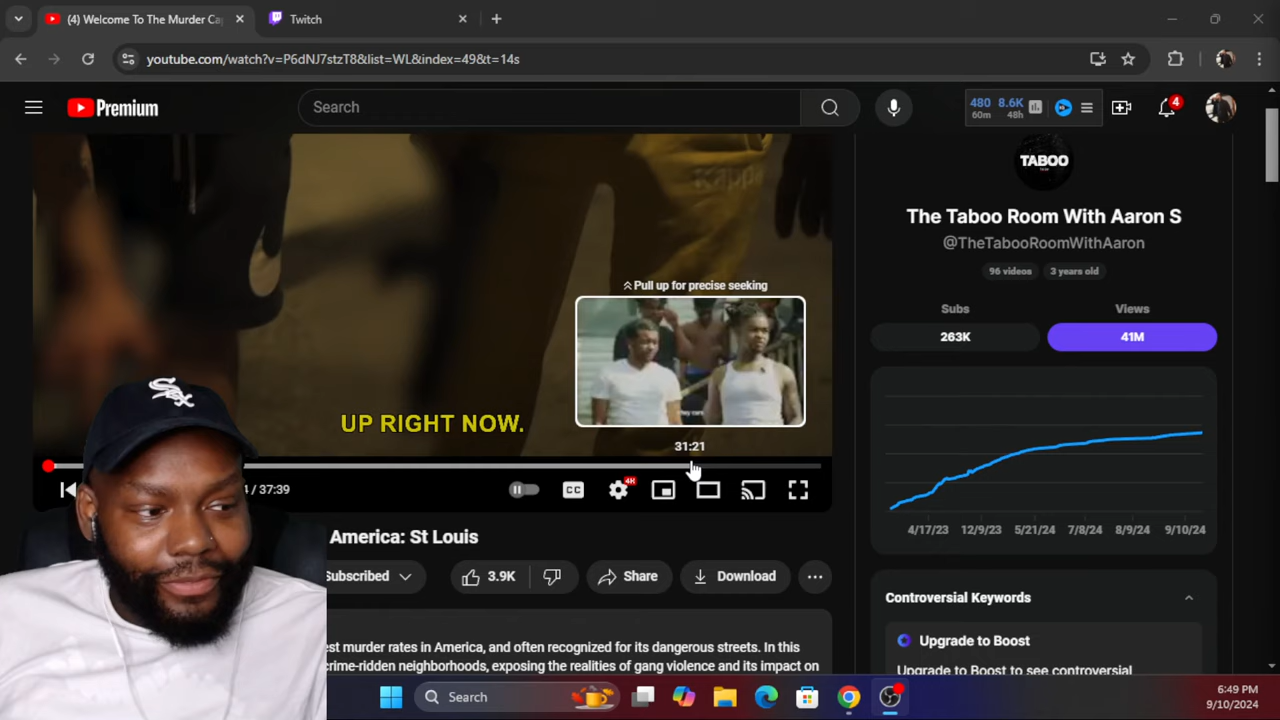 (4) Welcome To The Murder Ca
Twitch
youtube.com/watch?v=P6dNJ7stzT8&list=WL&index=49&t=14s
Premium
Search
480 8.6K
60m 48h
4
TABOO
The Taboo Room With Aaron S
@TheTabooRoomWithAaron
96 videos 3 years old
Subs Views
263K 41M
Pull up for precise seeking
UP RIGHT NOW.
31:21
/ 37:39
CC
4K
America: St Louis
Subscribed
3.9K
Share
Download
4/17/23 12/9/23 5/21/24 7/8/24 8/9/24 9/10/24
Controversial Keywords
Upgrade to Boost
Upgrade to Boost to see controversial
est murder rates in America, and often recognized for its dangerous streets. In this
crime-ridden neighborhoods, exposing the realities of gang violence and its impact on
Search
6:49 PM
9/10/2024